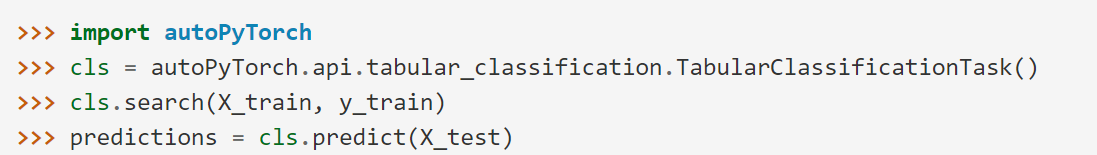 >>> import autoPyTorch
>>> cls = autoPyTorch.api.tabular_classification.TabularClassificationTask()
>>> cls.search(X_train, y_train)
>>> predictions = cls.predict(X_test)